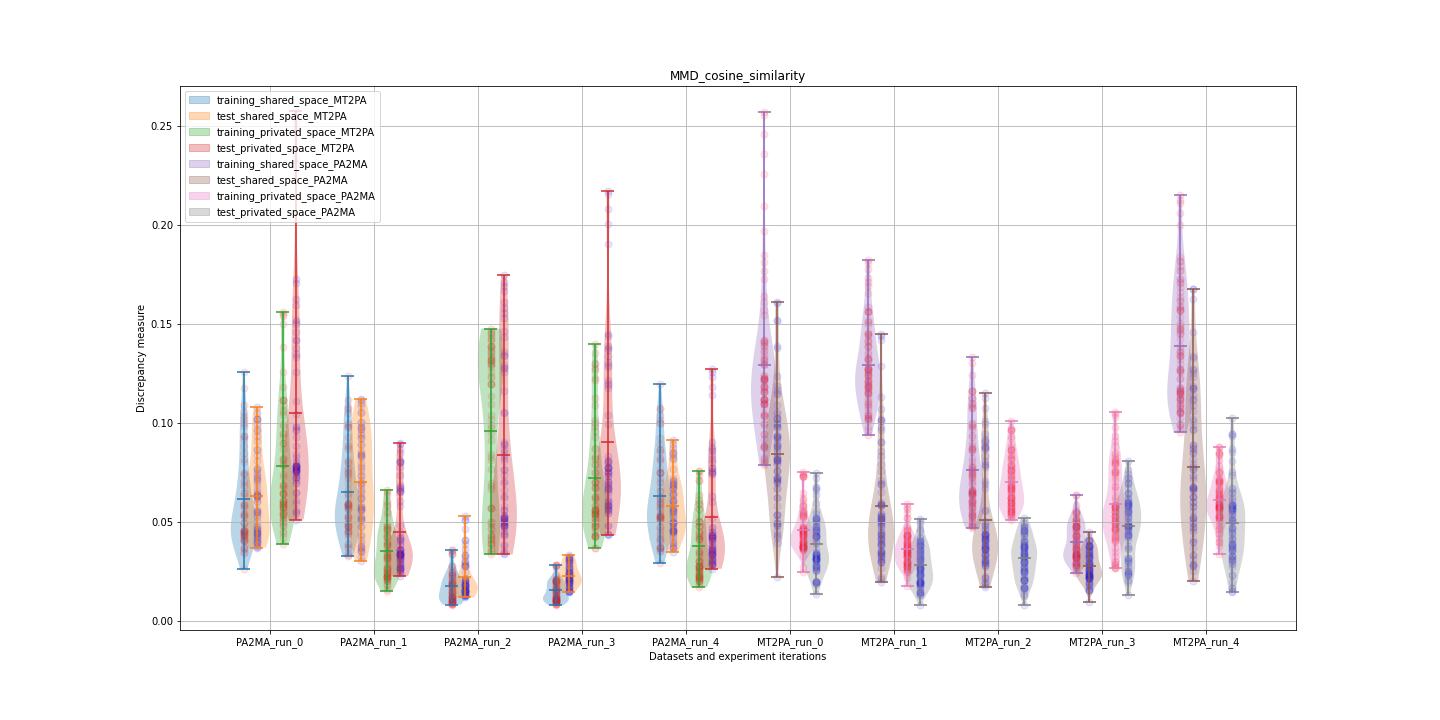 MMD_cosine_similarity
training_shared_space_MT2PA
test_shared_space_MT2PA
training_privated_space_MT2PA
test_privated_space_MT2PA
training_shared_space_PA2MA
test_shared_space_PA2MA
training_privated_space_PA2MA
test_privated_space_PA2MA
Discrepancy measure
0.25
0.20
0.15
0.10
0.05
0.00
PA2MA_run_0 PA2MA_run_1 PA2MA_run_2 PA2MA_run_3 PA2MA_run_4 MT2PA_run_0 MT2PA_run_1 MT2PA_run_2 MT2PA_run_3 MT2PA_run_4
Datasets and experiment iterations